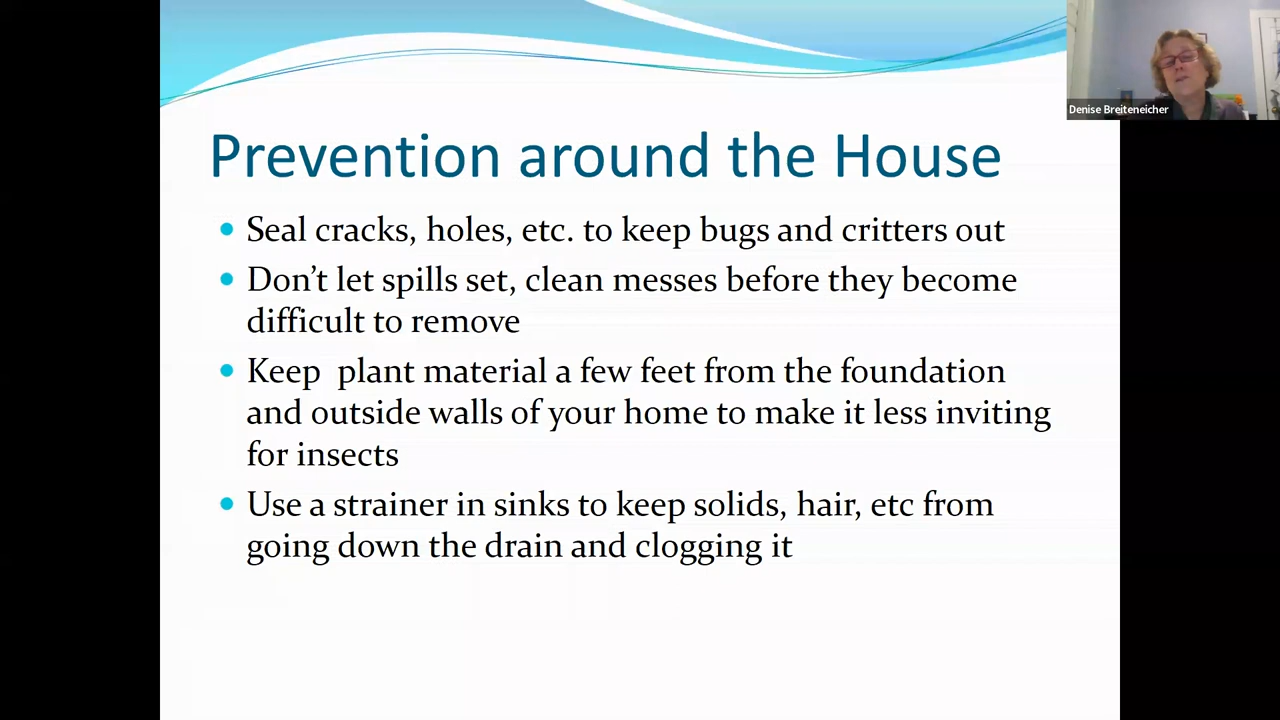 Denise Breiteneicher
Prevention around the House
Seal cracks, holes, etc. to keep bugs and critters out
Don’t let spills set, clean messes before they become
difficult to remove
Keep  plant material a few feet from the foundation
and outside walls of your home to make it less inviting
for insects
Use a strainer in sinks to keep solids, hair, etc from
going down the drain and clogging it